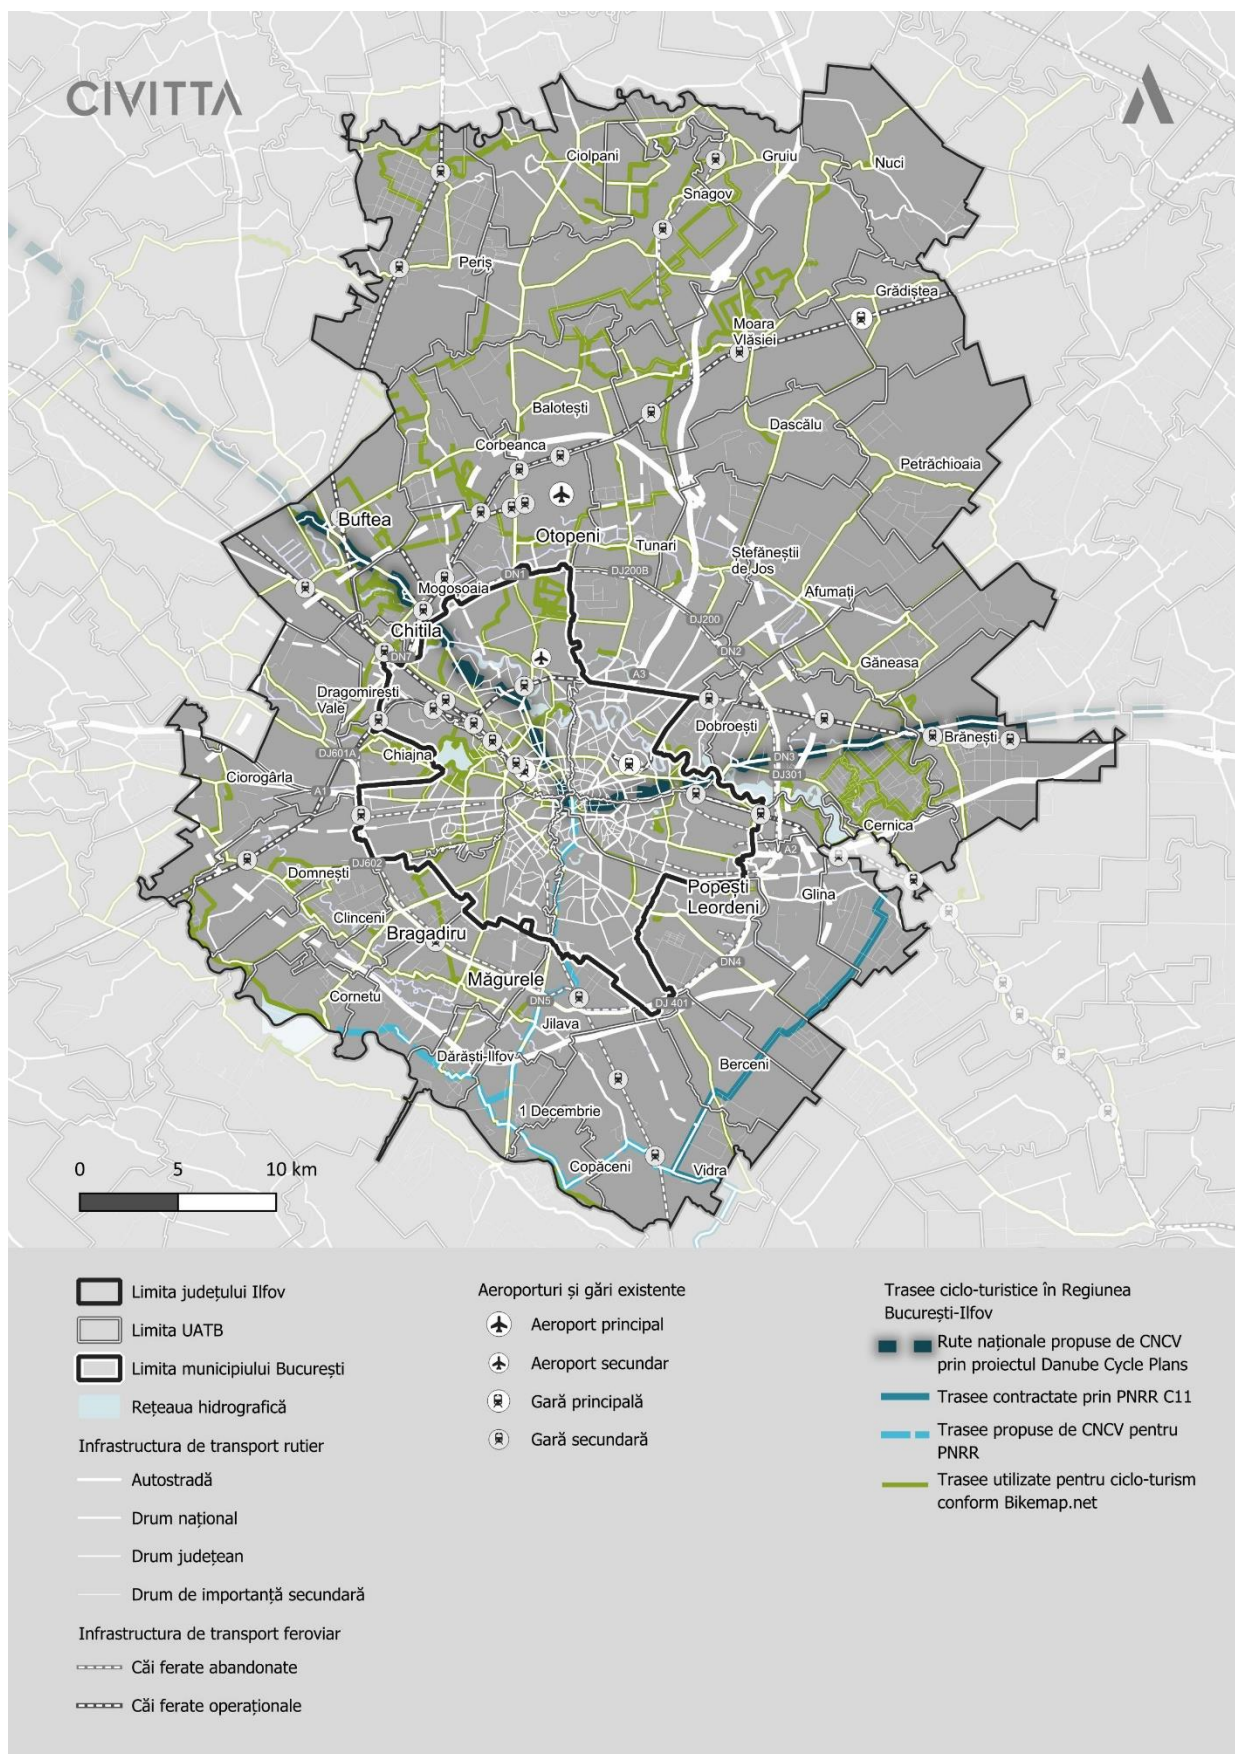 CIVITTA
Ciolpani
Gruiu
Nuci
Snagov
Periș
Grădiștea
Moara
Vlăsiei
Balotești
Dascălu
Corbeanca
Petrăchioaia
Buftea
Otopeni
Tunari
Ștefăneștii
de Jos
DN1
DJ200B
Mogoșoaia
Afumați
DJ200
Chitila
DN2
DN7
Găneasa
A3
Dragomirești
Vale
Dobroești
Brănești
DJ601A
Chiajna
DN3
Ciorogârla
DJ301
A1
Cernica
A2
DJ602
Domnești
Popești
Leordeni
Glina
Clinceni
Bragadiru
DN4
Măgurele
Cornetu
DN5
DJ 401
Jilava
Dărăști-Ilfov
Berceni
1 Decembrie
Copăceni
Vidra
0 5 10 km
Limita județului Ilfov
Limita UATB
Limita municipiului București
Rețeaua hidrografică
Infrastructura de transport rutier
Autostradă
Drum național
Drum județean
Drum de importanță secundară
Infrastructura de transport feroviar
Căi ferate abandonate
Căi ferate operaționale
Aeroporturi și gări existente
Aeroport principal
Aeroport secundar
Gară principală
Gară secundară
Trasee ciclo-turistice în Regiunea
București-Ilfov
Rute naționale propuse de CNCV
prin proiectul Danube Cycle Plans
Trasee contractate prin PNRR C11
Trasee propuse de CNCV pentru
PNRR
Trasee utilizate pentru ciclo-turism
conform Bikemap.net